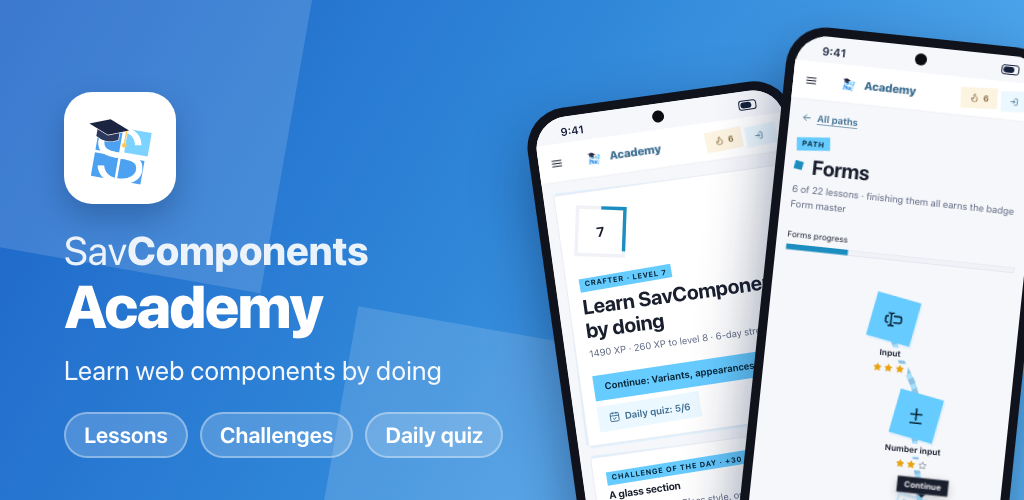 SavComponents
Academy
Learn web components by doing
Lessons
Challenges
Daily quiz
9:41
Academy
6
7
CRAFTER · LEVEL 7
Learn
by doing
1490 XP · 260 XP to level 8 · 6-day
Continue: Variants, appearances
Daily quiz: 5/6
CHALLENGE OF THE DAY · +30
A glass section
style,
9:41
Academy
6
All paths
PATH
Forms
6 of 22 lessons · finishing them all earns the badge
Form master
Forms progress
Input
Number input
Continue